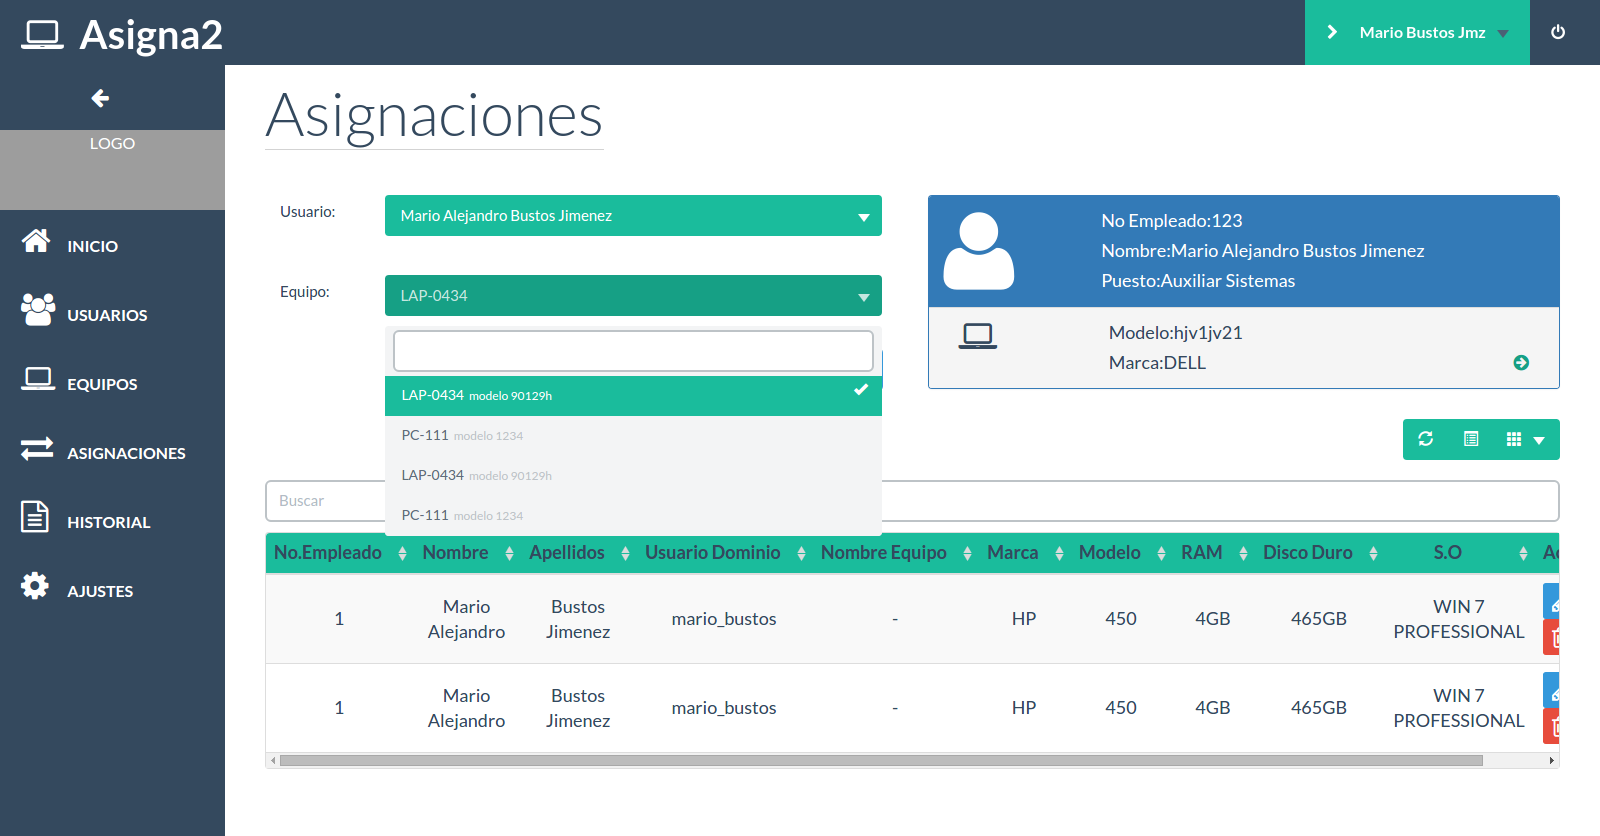 Asigna2
Mario Bustos Jmz
LOGO
INICIO
USUARIOS
EQUIPOS
ASIGNACIONES
HISTORIAL
AJUSTES
Asignaciones
Usuario:
Mario Alejandro Bustos Jimenez
Equipo:
LAP-0434
LAP-0434 modelo 90129h
PC-111 modelo 1234
LAP-0434 modelo 90129h
PC-111 modelo 1234
No Empleado:123
Nombre:Mario Alejandro Bustos Jimenez
Puesto:Auxiliar Sistemas
Modelo:hjv1jv21
Marca:DELL
Buscar
No.Empleado Nombre Apellidos Usuario Dominio Nombre Equipo Marca Modelo RAM Disco Duro S.O
1 Mario Alejandro Bustos Jimenez mario_bustos - HP 450 4GB 465GB WIN 7 PROFESSIONAL
1 Mario Alejandro Bustos Jimenez mario_bustos - HP 450 4GB 465GB WIN 7 PROFESSIONAL